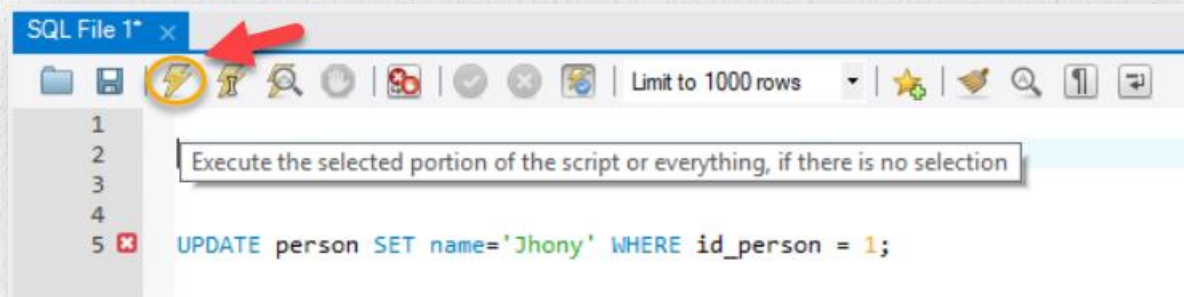 SQL File 1*
Limit to 1000 rows
1
2
Execute the selected portion of the script or everything, if there is no selection
3
4
5 UPDATE person SET name='Jhony' WHERE id_person = 1;